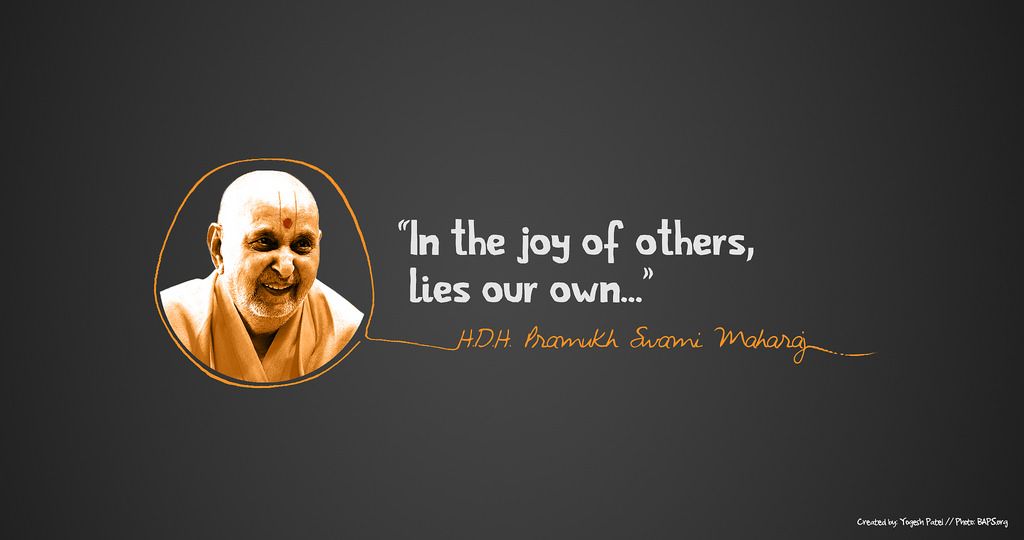 “In the joy of others,
lies our own...”
H.D.H. Pramukh Swami Maharaj
Created by: Yogesh Patel // Photo: BAPS.org